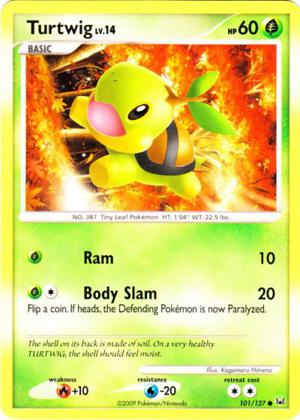 Turtwig LV.14 HP 60
BASIC
NO. 387 Tiny Leaf Pokémon HT: 1'04" WT: 22.5 lbs.
Ram 10
Body Slam 20
Flip a coin. If heads, the Defending Pokémon is now Paralyzed.
The shell on its back is made of soil. On a very healthy
TURTWIG, the shell should feel moist.
Illus. Kagemaru Himeno
weakness resistance retreat cost
+10 -20
©2009 Pokémon/Nintendo 101/127